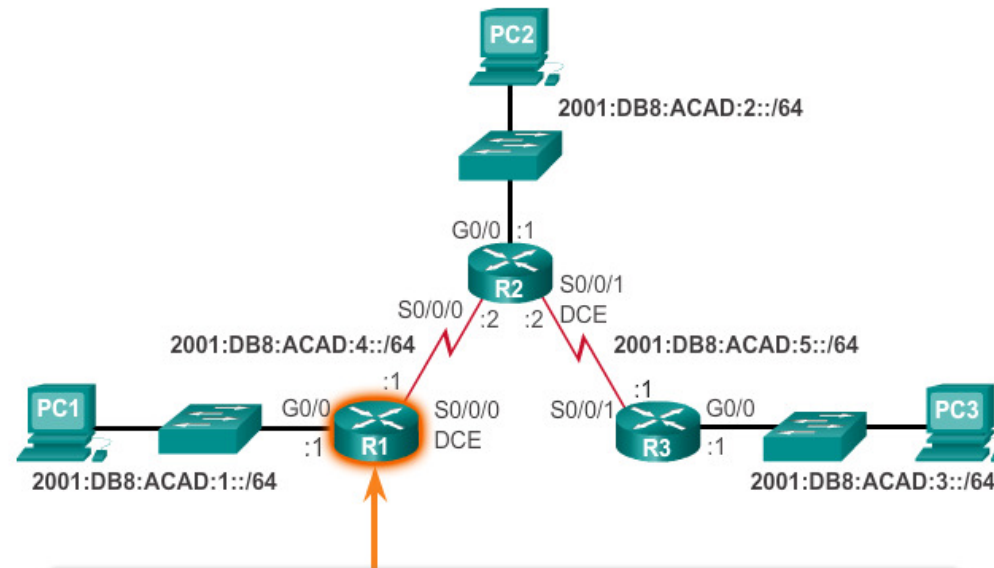 PC2
2001:DB8:ACAD:2::/64
G0/0 :1
R2
S0/0/1
DCE
S0/0/0
:2 :2
2001:DB8:ACAD:4::/64
2001:DB8:ACAD:5::/64
:1
:1
PC1
G0/0
:1
R1
S0/0/0
DCE
S0/0/1
R3
G0/0
:1
PC3
2001:DB8:ACAD:1::/64
2001:DB8:ACAD:3::/64